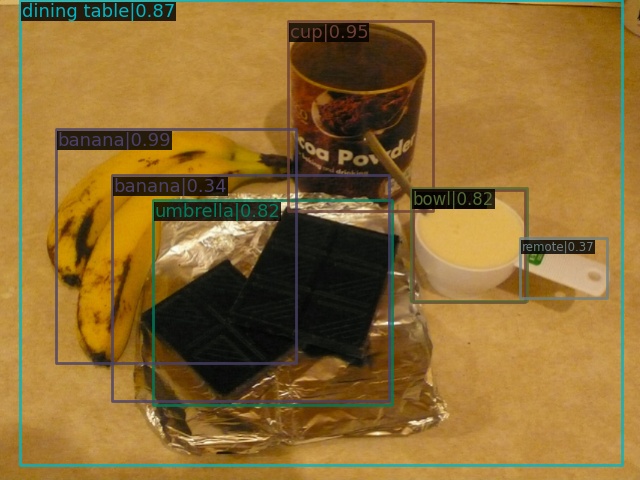 dining table|0.87
cup|0.95
banana|0.99
banana|0.34
umbrella|0.82
bowl|0.82
remote|0.37
coa Powder